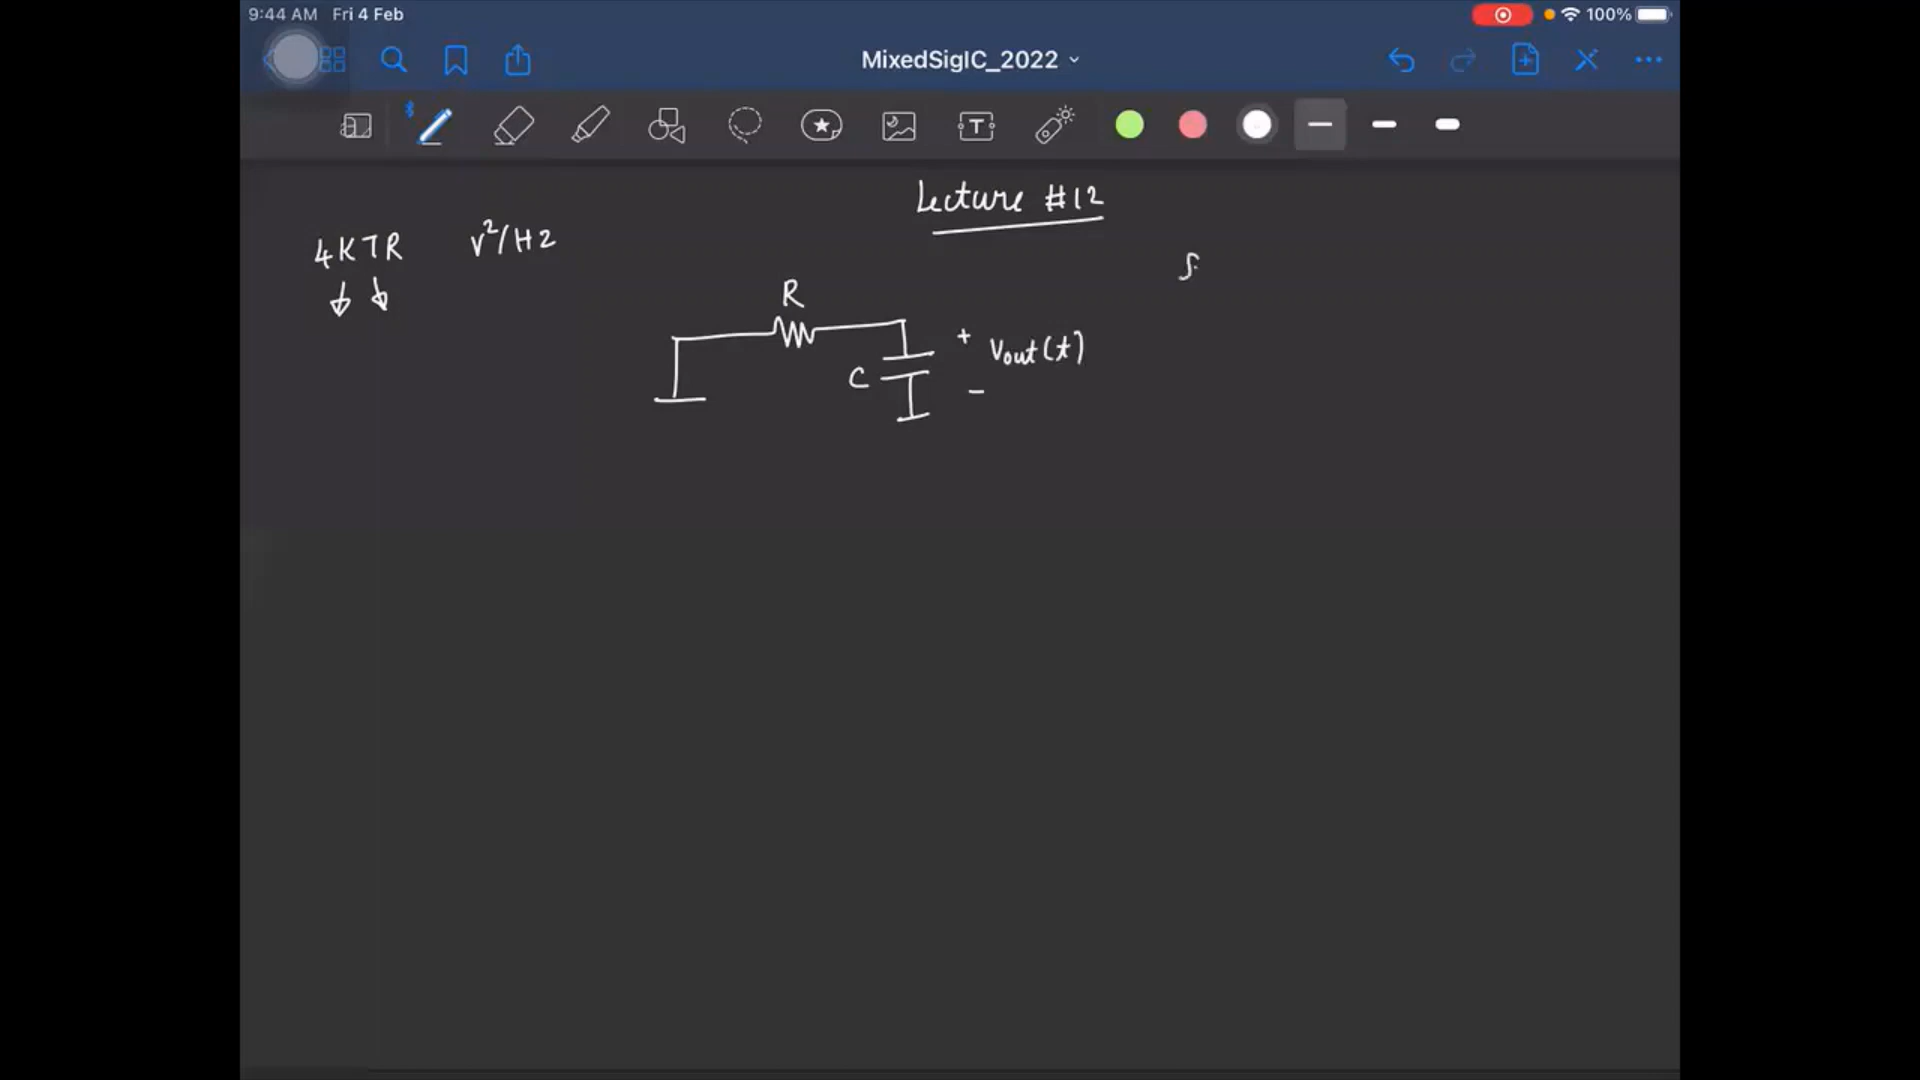 9:44 AM Fri 4 Feb
100%
MixedSigIC_2022
T
Lecture #12
4KTR V²/Hz
R
C
+ Vout(t)
-